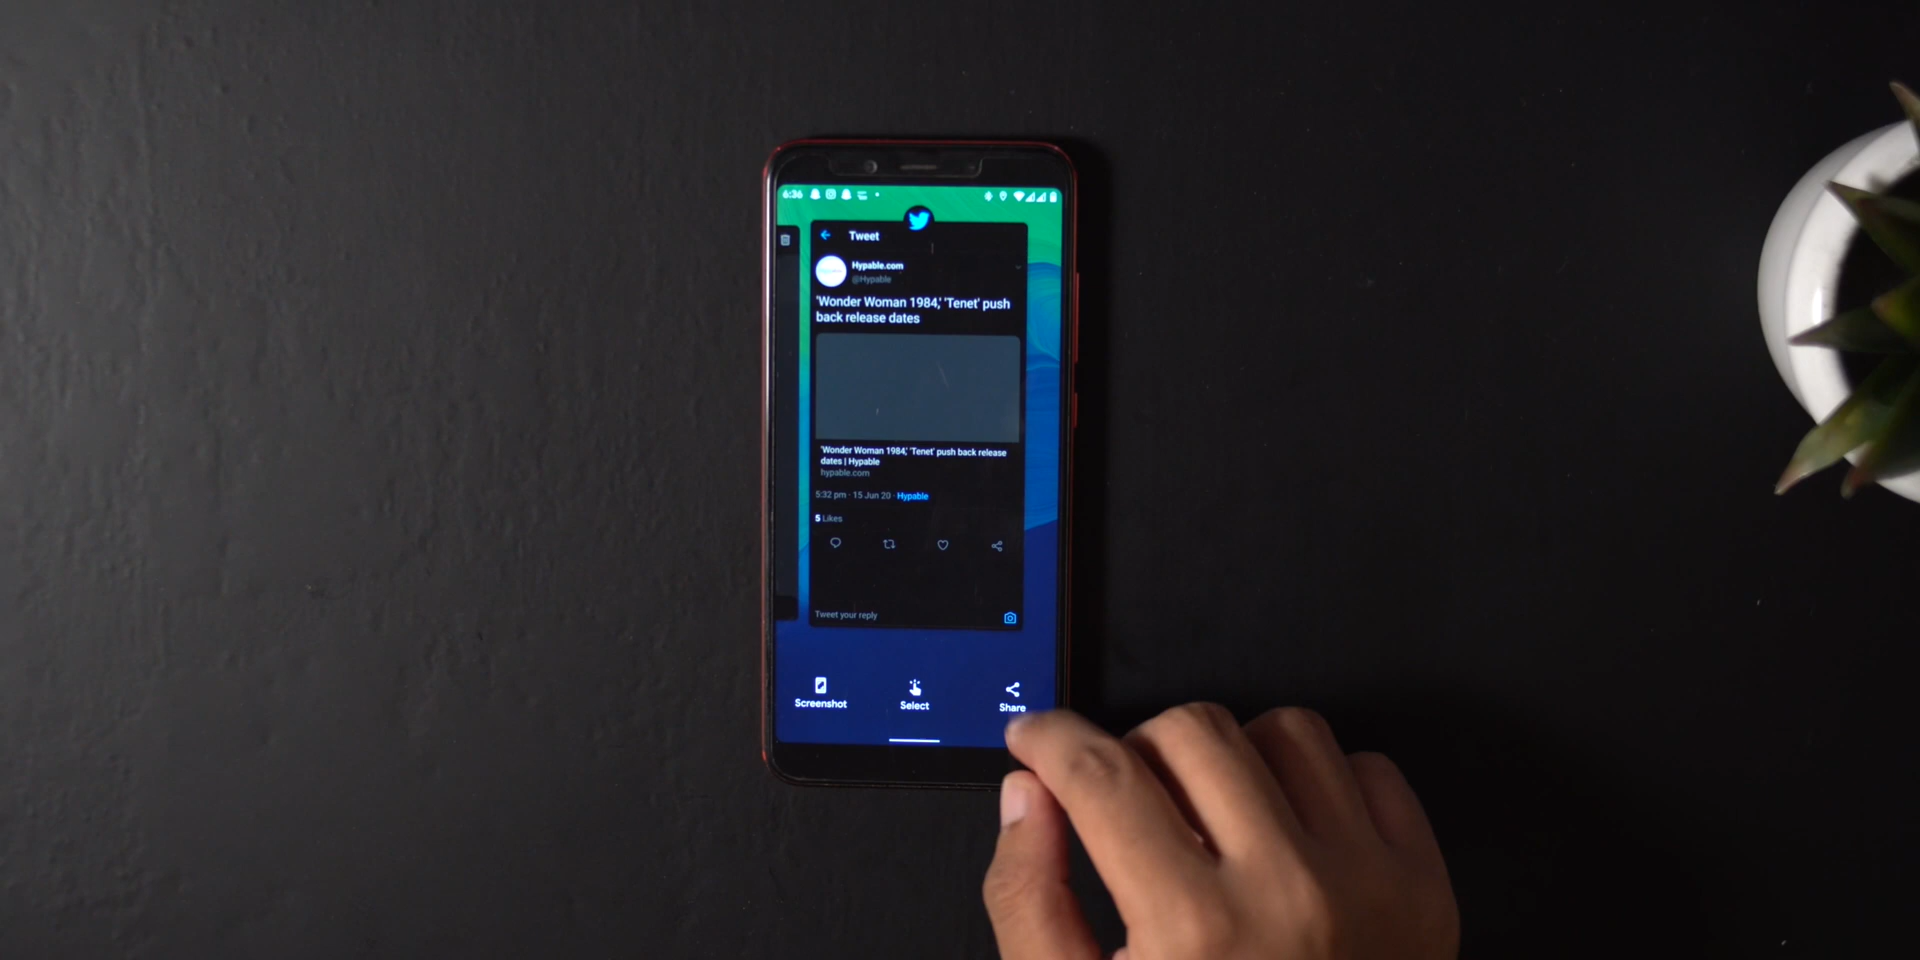 6:36
Tweet
Hypable.com
@Hypable
'Wonder Woman 1984,' 'Tenet' push
back release dates
'Wonder Woman 1984,' 'Tenet' push back release
dates | Hypable
hypable.com
5:32 pm · 15 Jun 20 · Hypable
5 Likes
Tweet your reply
Screenshot
Select
Share